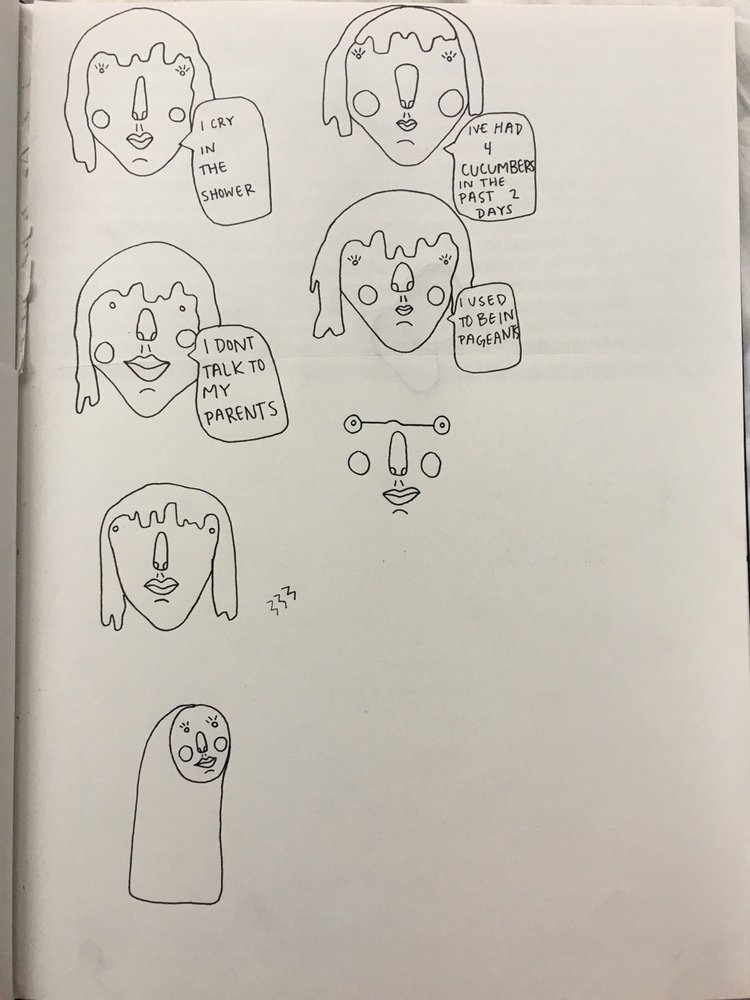 I CRY
IN
THE
SHOWER
IVE HAD
4
CUCUMBERS
IN THE
PAST 2
DAYS
I DONT
TALK TO
MY
PARENTS
I USED
TO BE IN
PAGEANTS